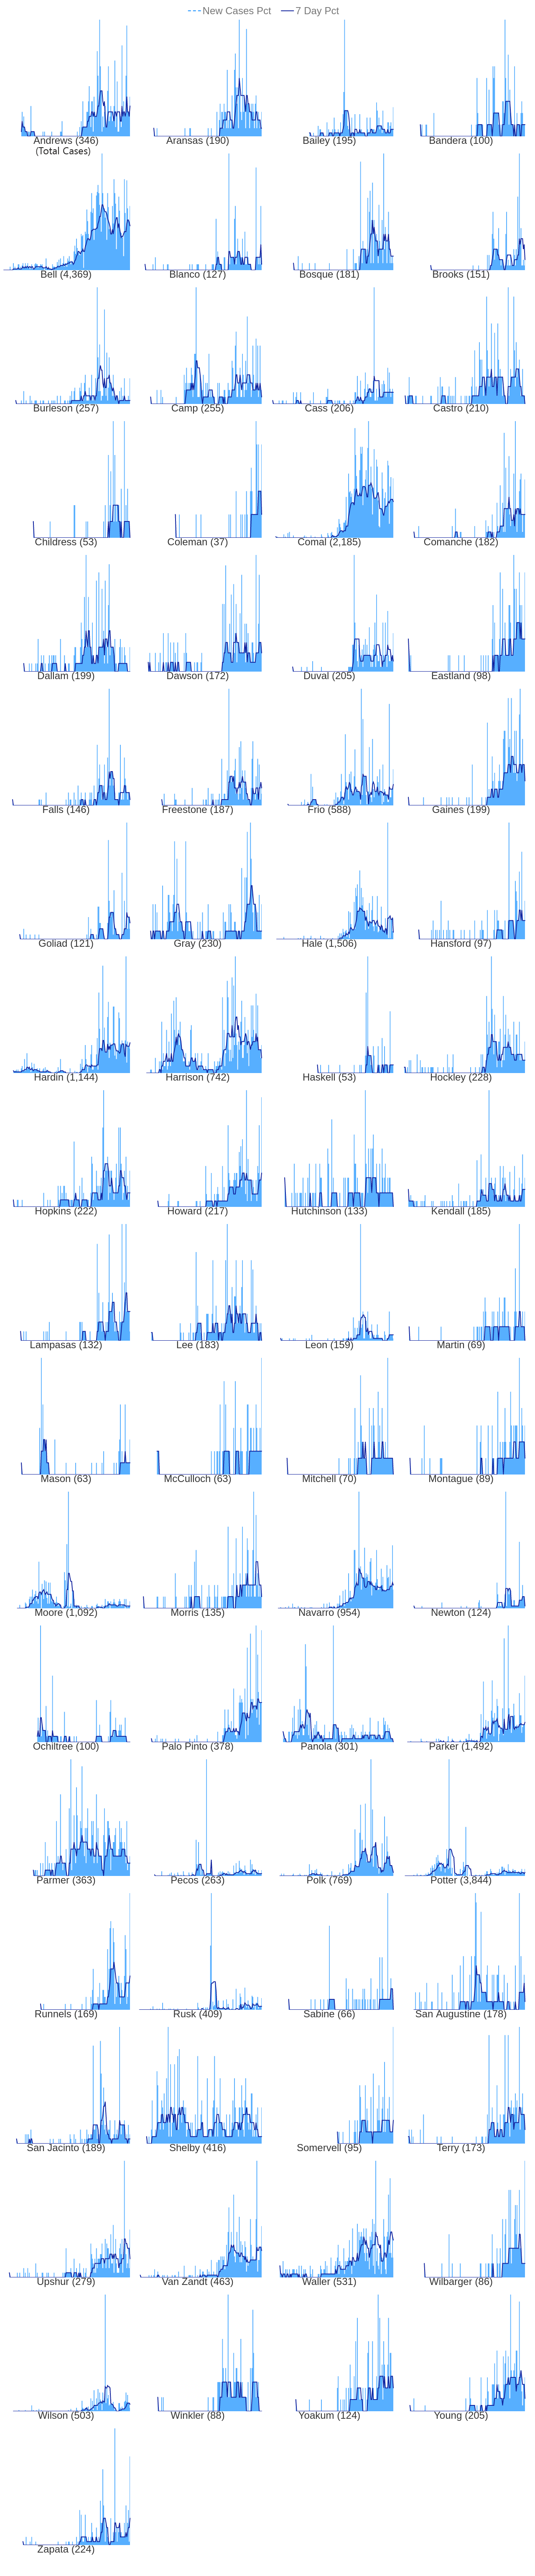 New Cases Pct 7 Day Pct
Andrews (346) Aransas (190) Bailey (195) Bandera (100)
(Total Cases)
Bell (4,369) Blanco (127) Bosque (181) Brooks (151)
Burleson (257) Camp (255) Cass (206) Castro (210)
Childress (53) Coleman (37) Comal (2,185) Comanche (182)
Dallam (199) Dawson (172) Duval (205) Eastland (98)
Falls (146) Freestone (187) Frio (588) Gaines (199)
Goliad (121) Gray (230) Hale (1,506) Hansford (97)
Hardin (1,144) Harrison (742) Haskell (53) Hockley (228)
Hopkins (222) Howard (217) Hutchinson (133) Kendall (185)
Lampasas (132) Lee (183) Leon (159) Martin (69)
Mason (63) McCulloch (63) Mitchell (70) Montague (89)
Moore (1,092) Morris (135) Navarro (954) Newton (124)
Ochiltree (100) Palo Pinto (378) Panola (301) Parker (1,492)
Parmer (363) Pecos (263) Polk (769) Potter (3,844)
Runnels (169) Rusk (409) Sabine (66) San Augustine (178)
San Jacinto (189) Shelby (416) Somervell (95) Terry (173)
Upshur (279) Van Zandt (463) Waller (531) Wilbarger (86)
Wilson (503) Winkler (88) Yoakum (124) Young (205)
Zapata (224)